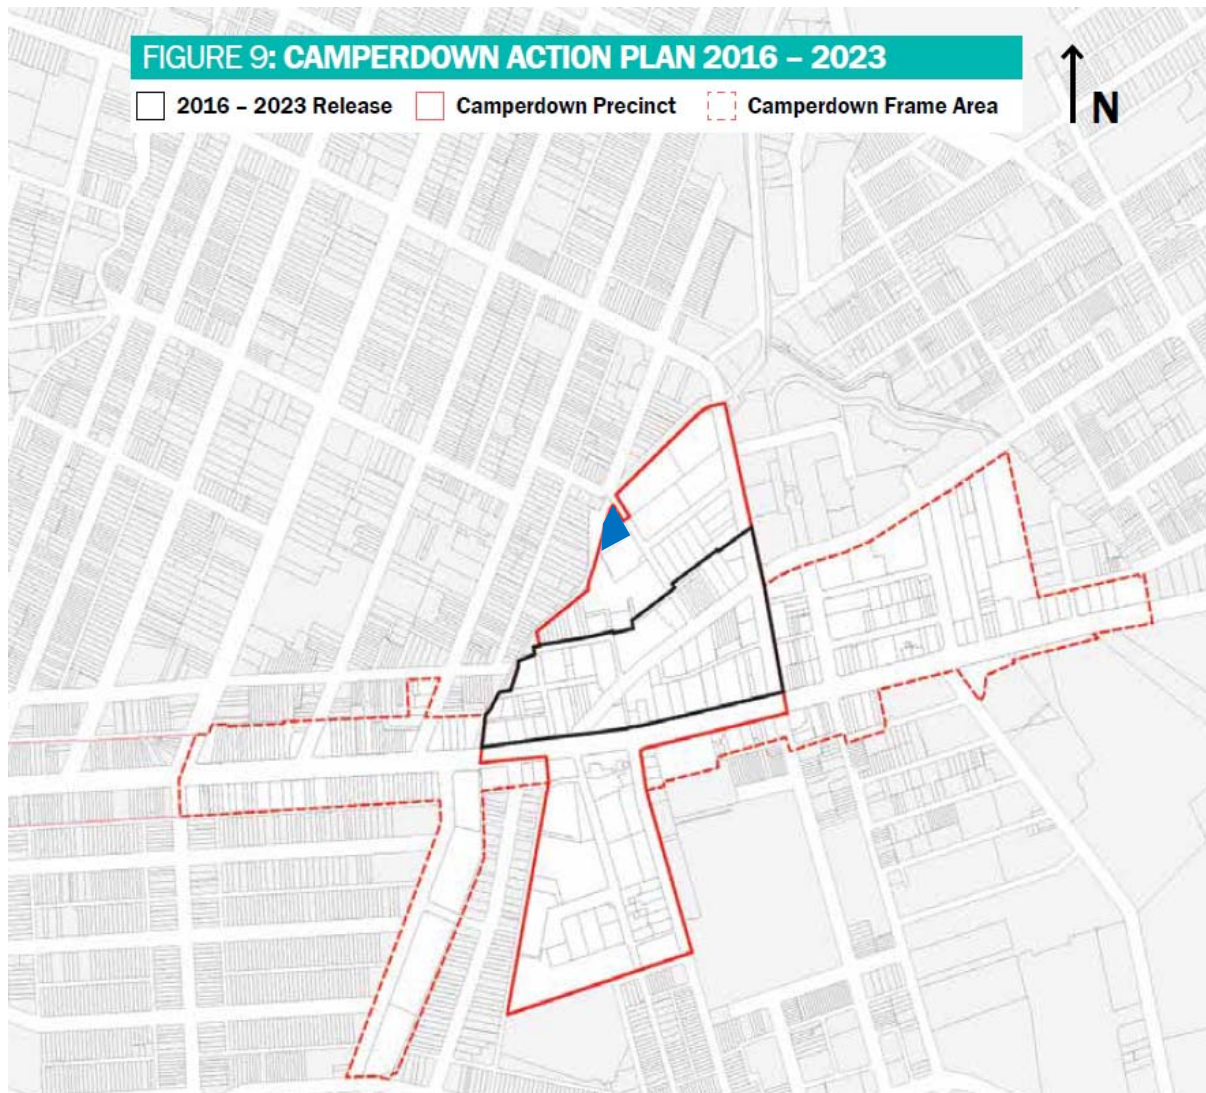 FIGURE 9: CAMPERDOWN ACTION PLAN 2016 – 2023
2016 – 2023 Release Camperdown Precinct Camperdown Frame Area
N